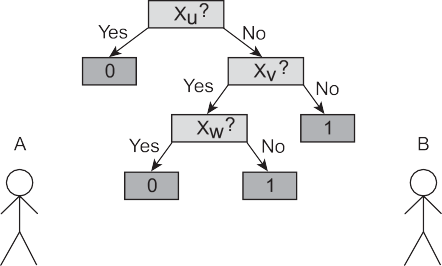 Xu?
Yes No
0 Xv?
Yes No
Xw? 1
A Yes No B
0 1